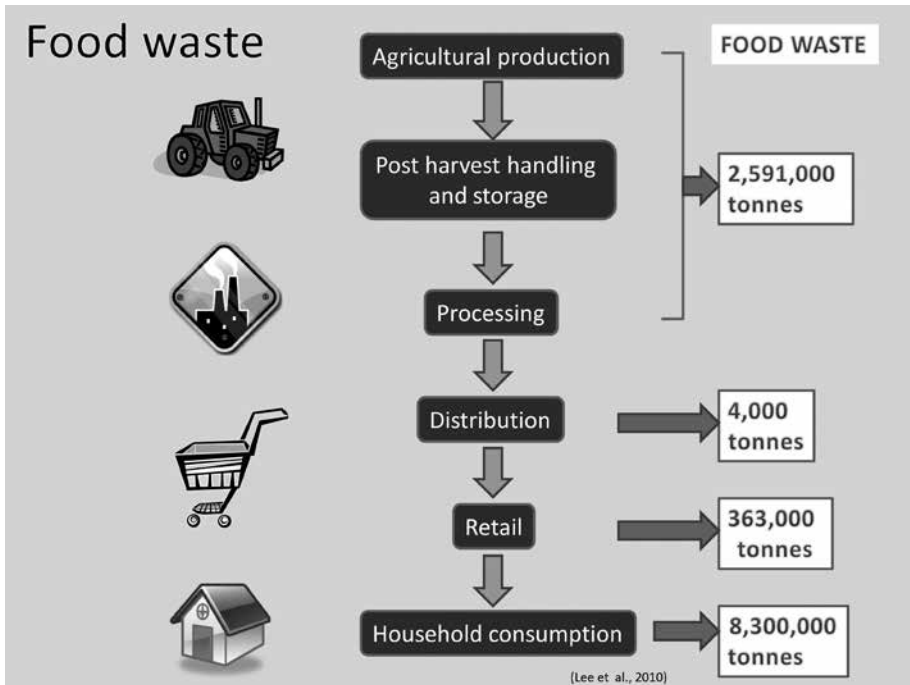 Food waste
Agricultural production
FOOD WASTE
Post harvest handling
and storage
2,591,000
tonnes
Processing
Distribution
4,000
tonnes
Retail
363,000
tonnes
Household consumption
8,300,000
tonnes
(Lee et al., 2010)